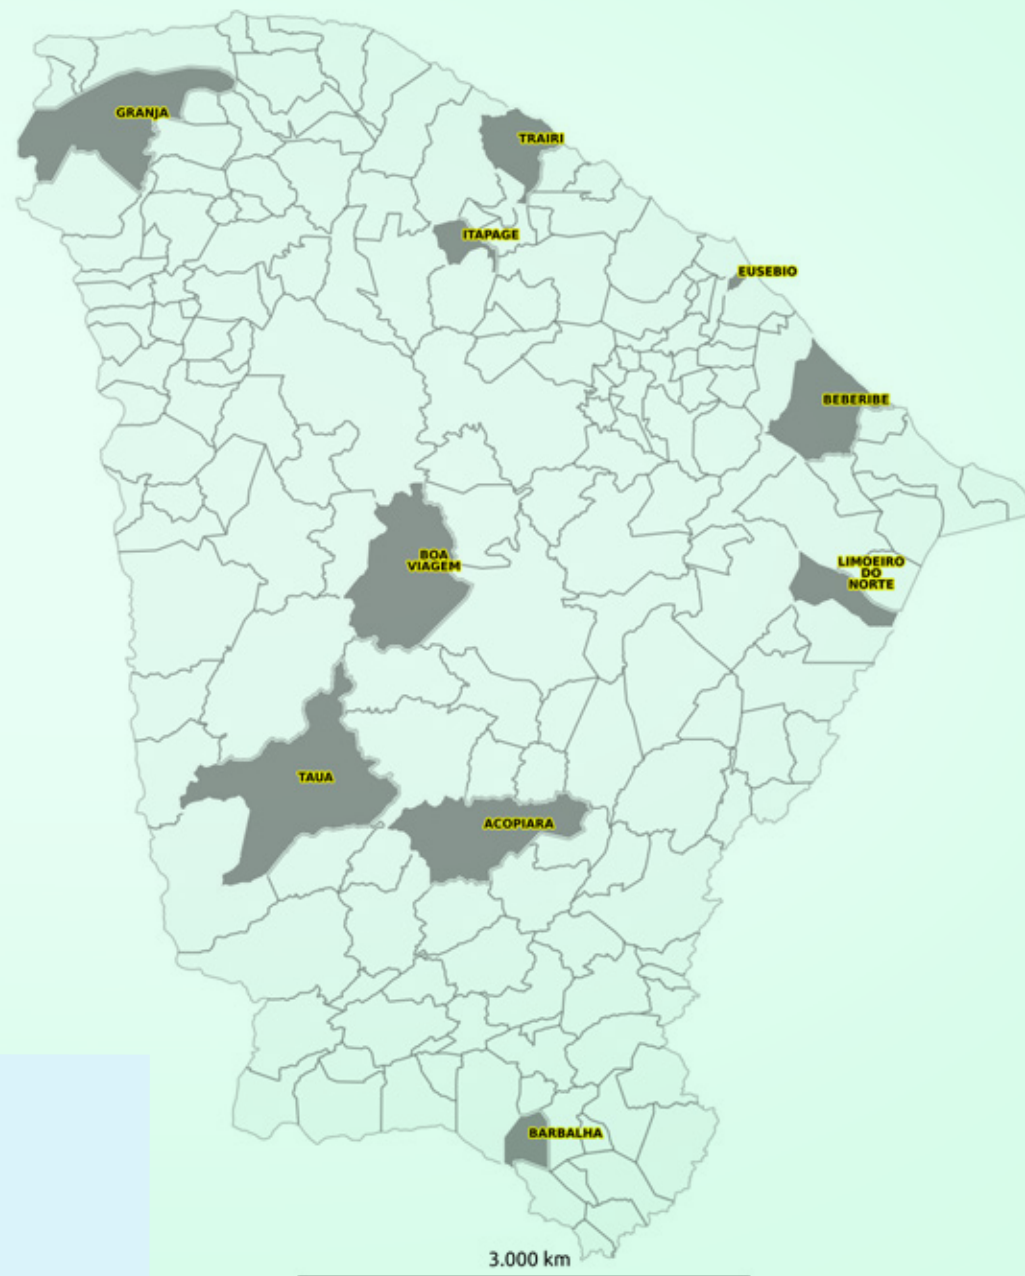 GRANJA
TRAIRI
ITAPAGE
EUSEBIO
BEBERIBE
BOA
VIAGEM
LIMOEIRO
DO
NORTE
TAUA
ACOPIARA
BARBALHA
3.000 km